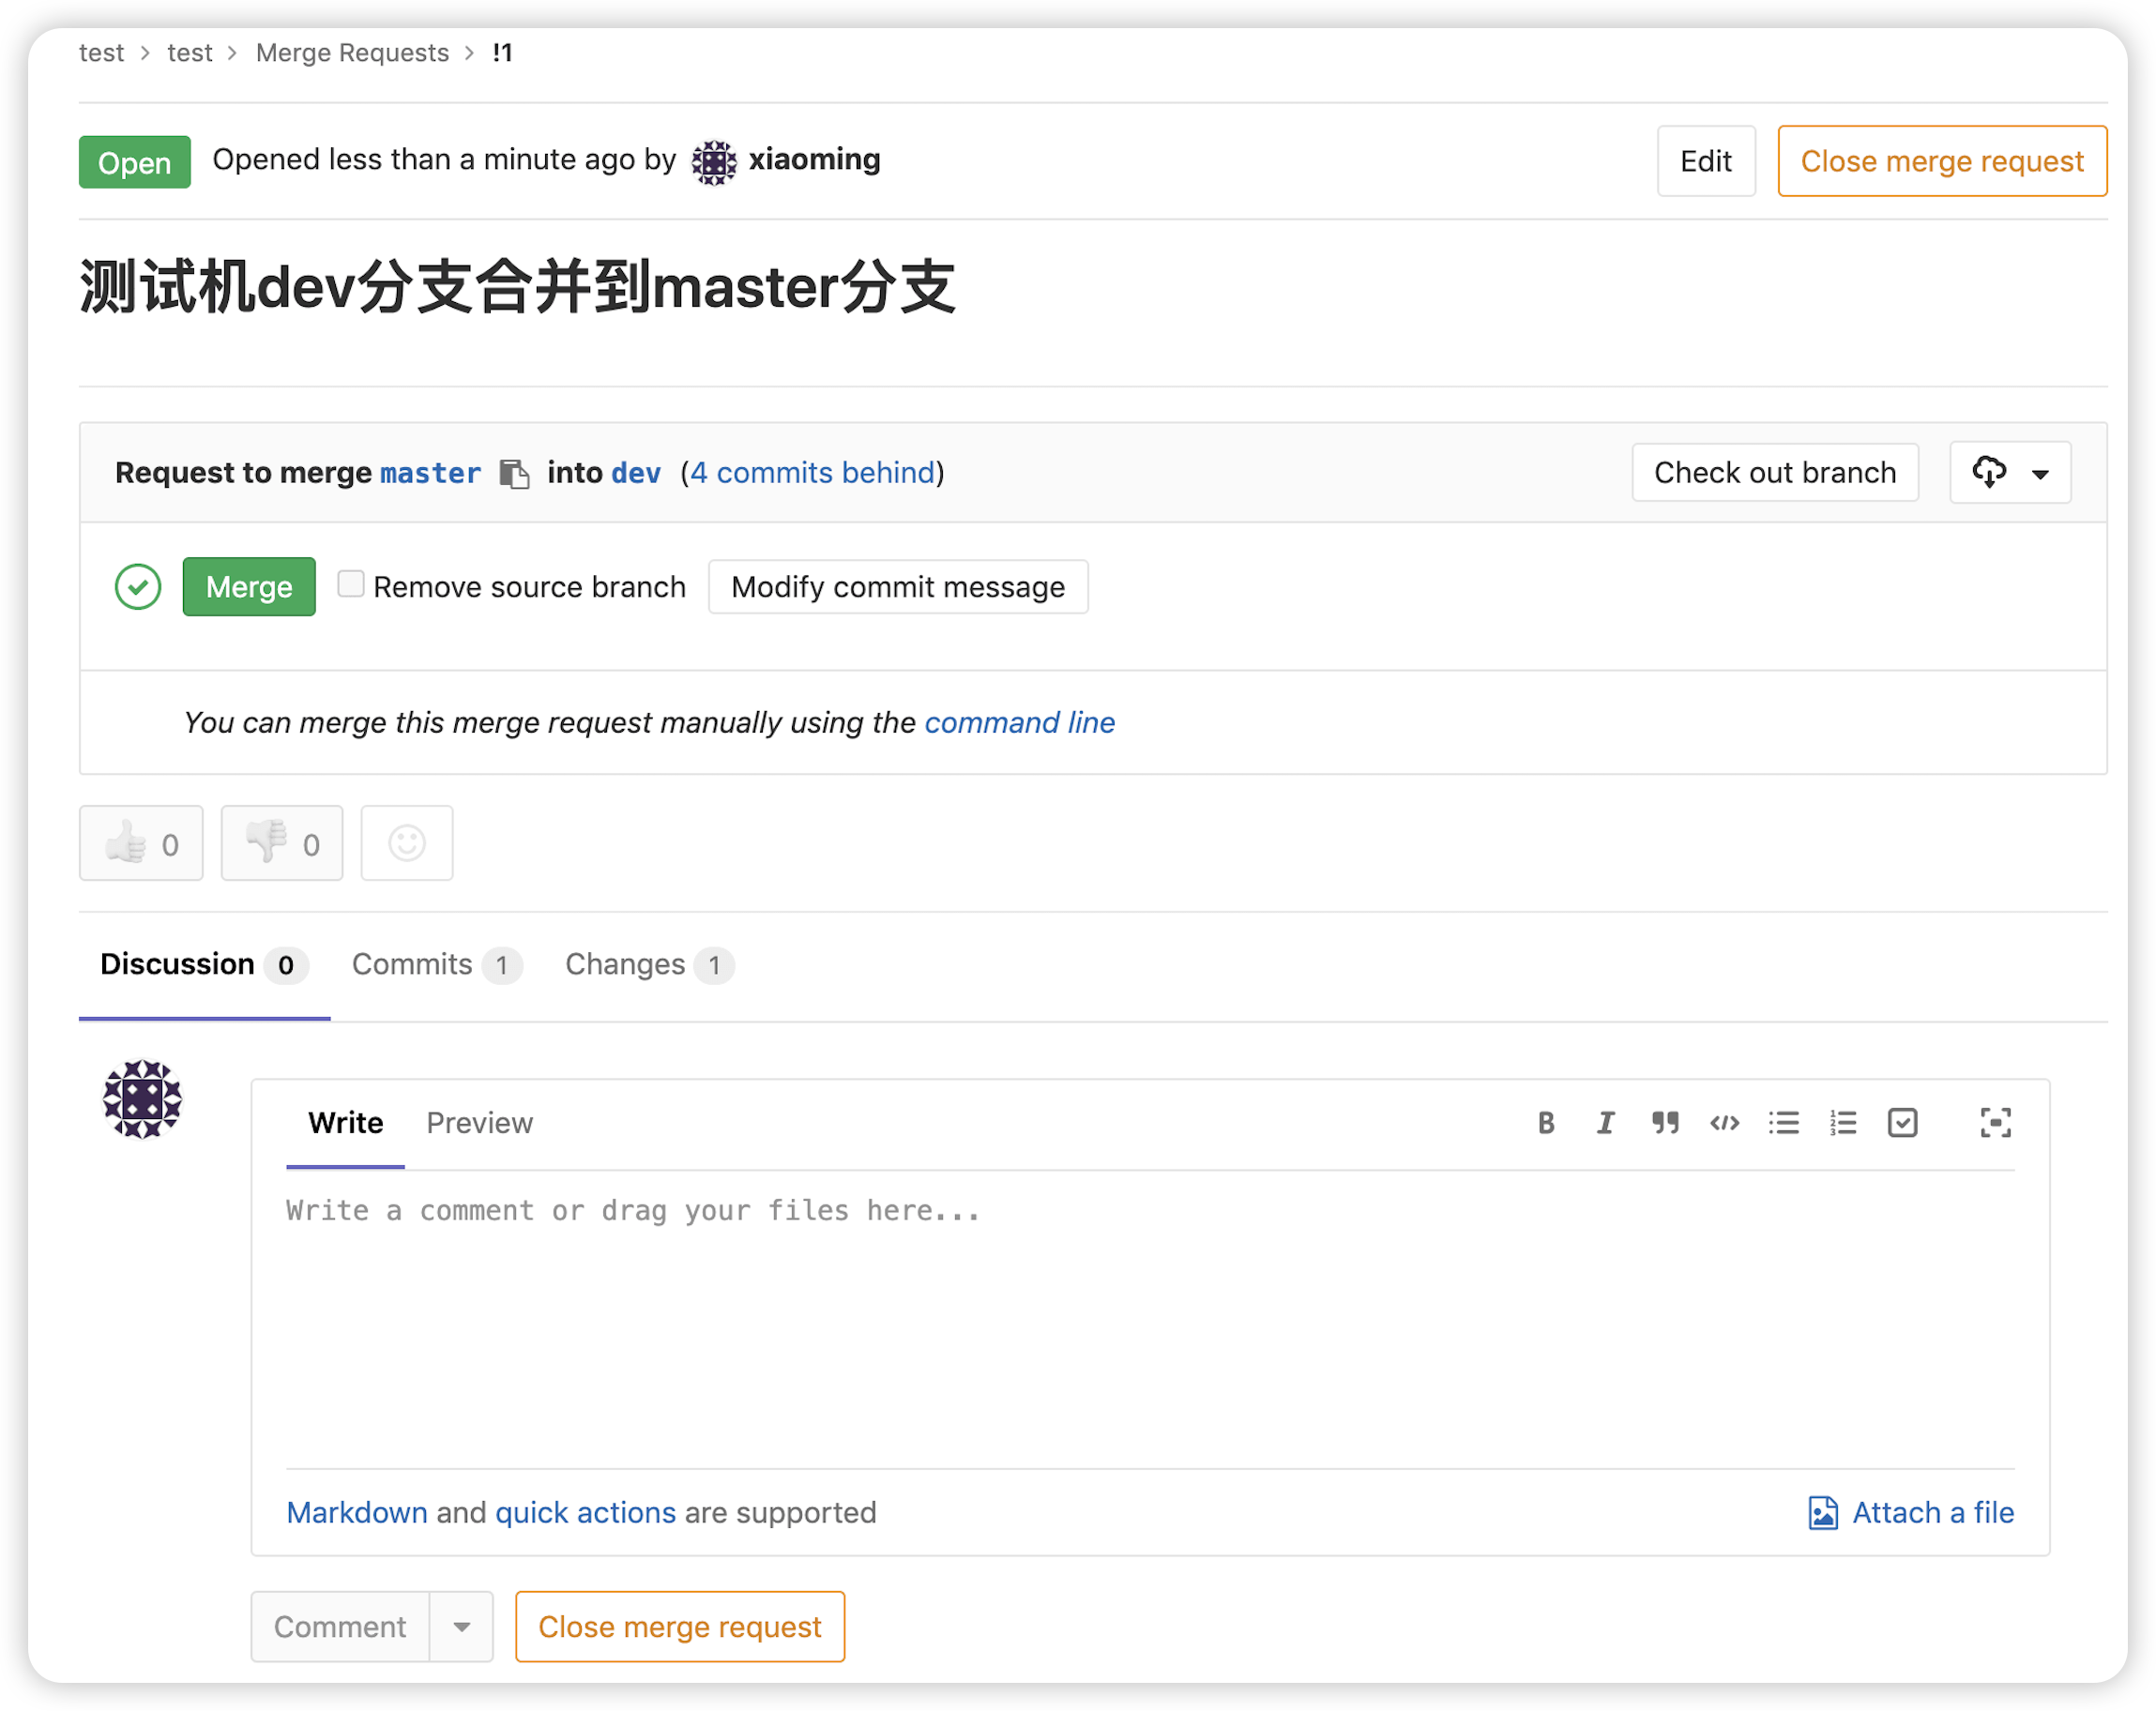 test > test > Merge Requests > !1
Open Opened less than a minute ago by xiaoming Edit Close merge request
测试机dev分支合并到master分支
Request to merge master into dev (4 commits behind) Check out branch
Merge Remove source branch Modify commit message
You can merge this merge request manually using the command line
0 0
Discussion 0 Commits 1 Changes 1
Write Preview
Write a comment or drag your files here...
Markdown and quick actions are supported Attach a file
Comment Close merge request